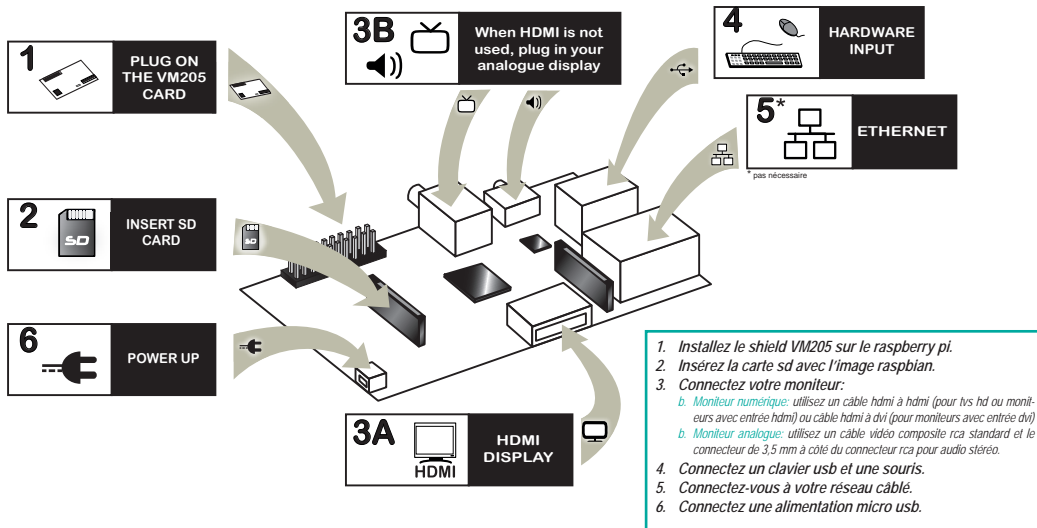 1
PLUG ON
THE VM205
CARD
3B
When HDMI is not
used, plug in your
analogue display
4
HARDWARE
INPUT
5*
ETHERNET
* pas nécessaire
2
SD
INSERT SD
CARD
SD
6
POWER UP
3A
HDMI
HDMI
DISPLAY
1. Installez le shield VM205 sur le raspberry pi.
2. Insérez la carte sd avec l'image raspbian.
3. Connectez votre moniteur:
b. Moniteur numérique: utilisez un câble hdmi à hdmi (pour tvs hd ou monit-
eurs avec entrée hdmi) ou câble hdmi à dvi (pour moniteurs avec entrée dvi)
b. Moniteur analogue: utilisez un câble vidéo composite rca standard et le
connecteur de 3,5 mm à côté du connecteur rca pour audio stéréo.
4. Connectez un clavier usb et une souris.
5. Connectez-vous à votre réseau câblé.
6. Connectez une alimentation micro usb.